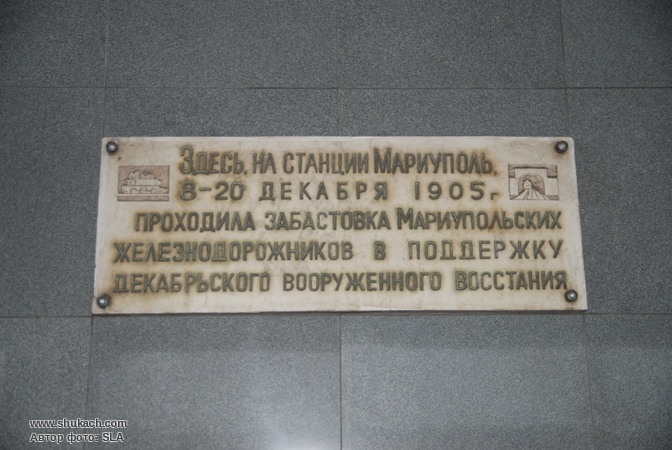 Здесь, на станции Мариуполь,
8–20 декабря 1905 г.
проходила забастовка Мариупольских
железнодорожников в поддержку
декабрьского вооруженного восстания
www.shukach.com
Автор фото: SLA